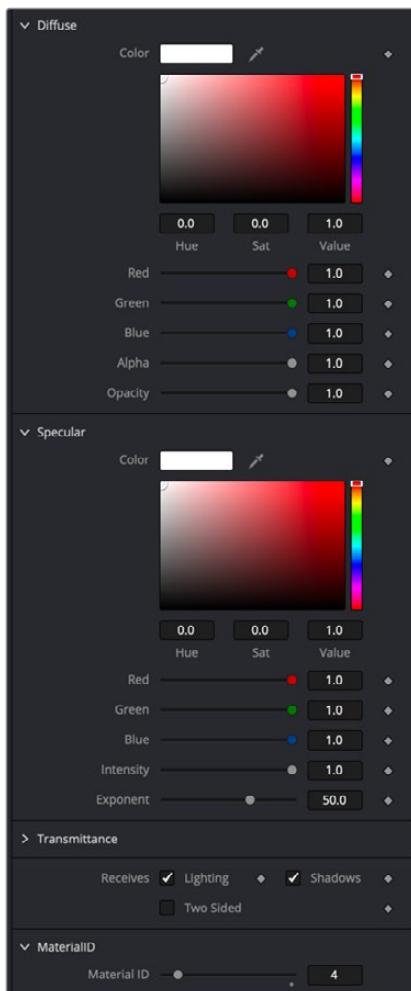 Diffuse
Color
0.0 0.0 1.0
Hue Sat Value
Red 1.0
Green 1.0
Blue 1.0
Alpha 1.0
Opacity 1.0
Specular
Color
0.0 0.0 1.0
Hue Sat Value
Red 1.0
Green 1.0
Blue 1.0
Intensity 1.0
Exponent 50.0
Transmittance
Receives Lighting Shadows
Two Sided
MaterialID
Material ID 4